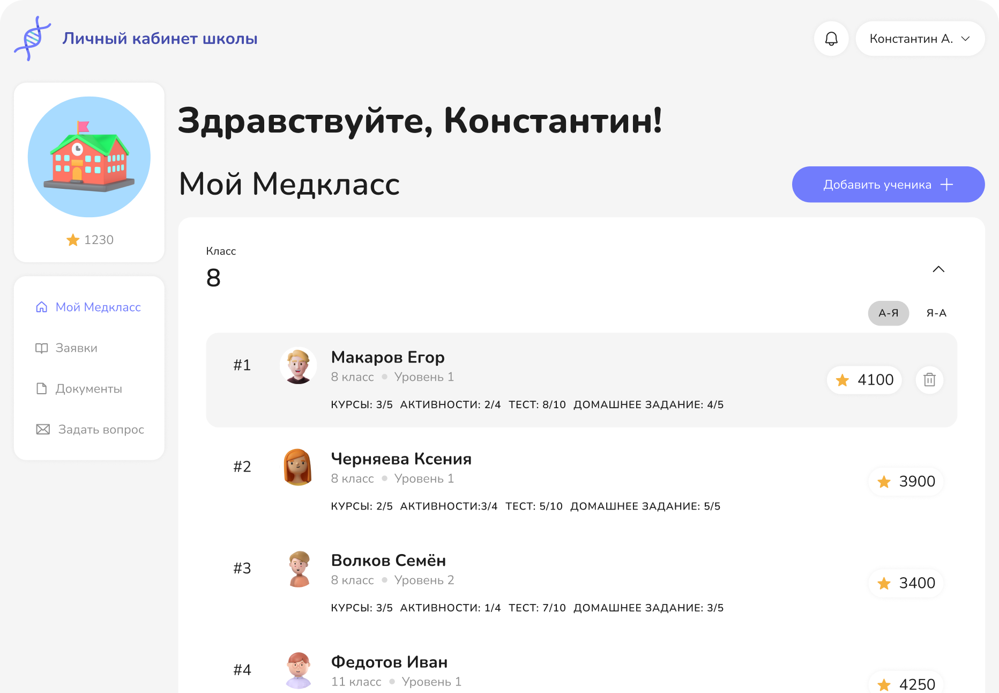 Личный кабинет школы
Константин А.
1230
Мой Медкласс
Заявки
Документы
Задать вопрос
Здравствуйте, Константин!
Мой Медкласс
Добавить ученика
Класс
8
А-Я Я-А
#1
Макаров Егор
8 класс Уровень 1
КУРСЫ: 3/5 АКТИВНОСТИ: 2/4 ТЕСТ: 8/10 ДОМАШНЕЕ ЗАДАНИЕ: 4/5
4100
#2
Черняева Ксения
8 класс Уровень 1
КУРСЫ: 2/5 АКТИВНОСТИ:3/4 ТЕСТ: 5/10 ДОМАШНЕЕ ЗАДАНИЕ: 5/5
3900
#3
Волков Семён
8 класс Уровень 2
КУРСЫ: 3/5 АКТИВНОСТИ: 1/4 ТЕСТ: 7/10 ДОМАШНЕЕ ЗАДАНИЕ: 3/5
3400
#4
Федотов Иван
11 класс Уровень 1
4250